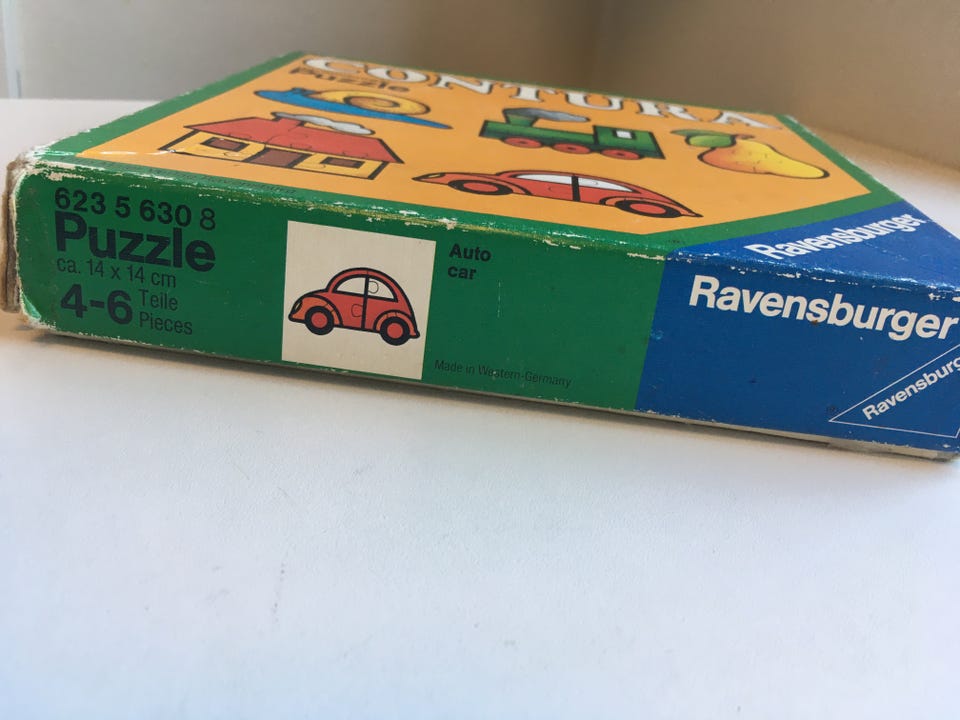 CONTURA
Puzzle
Ravensburger
623 5 630 8
Puzzle
ca. 14 x 14 cm
4-6 Teile
Pieces
Auto
car
Made in Western-Germany
Ravensburger
Ravensburg